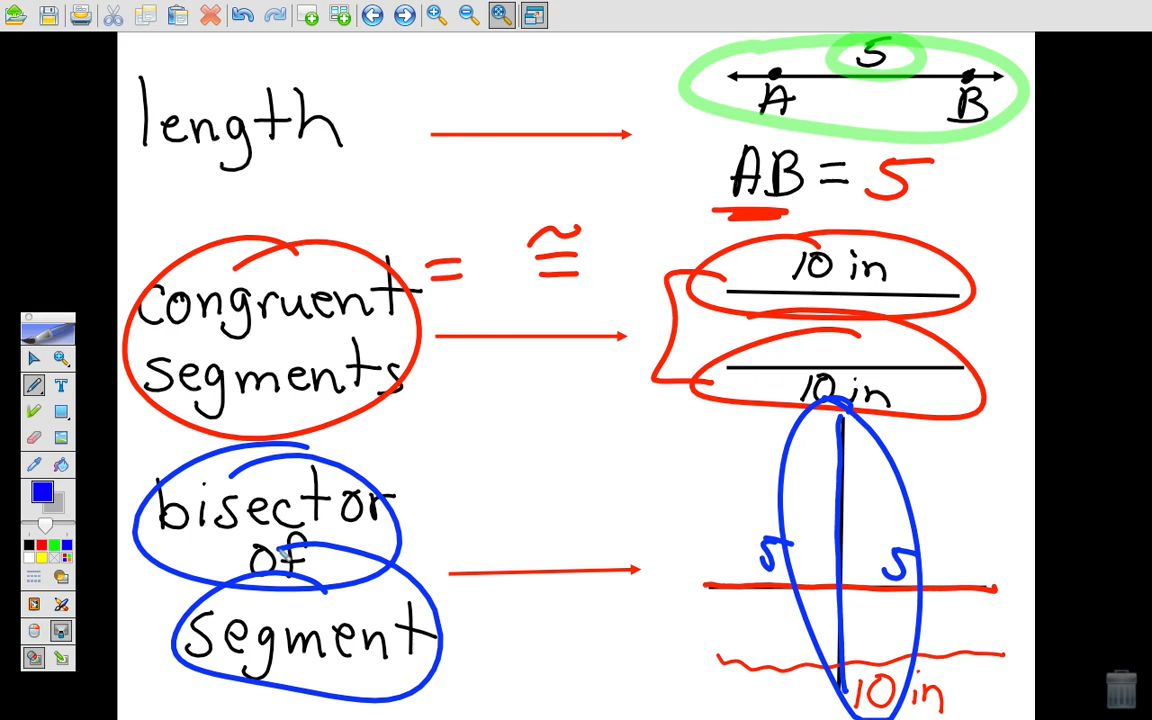 length
5
A B
AB = 5
congruent
segments
= ≅
10 in
10 in
bisector
of
segment
5 5
10 in
T